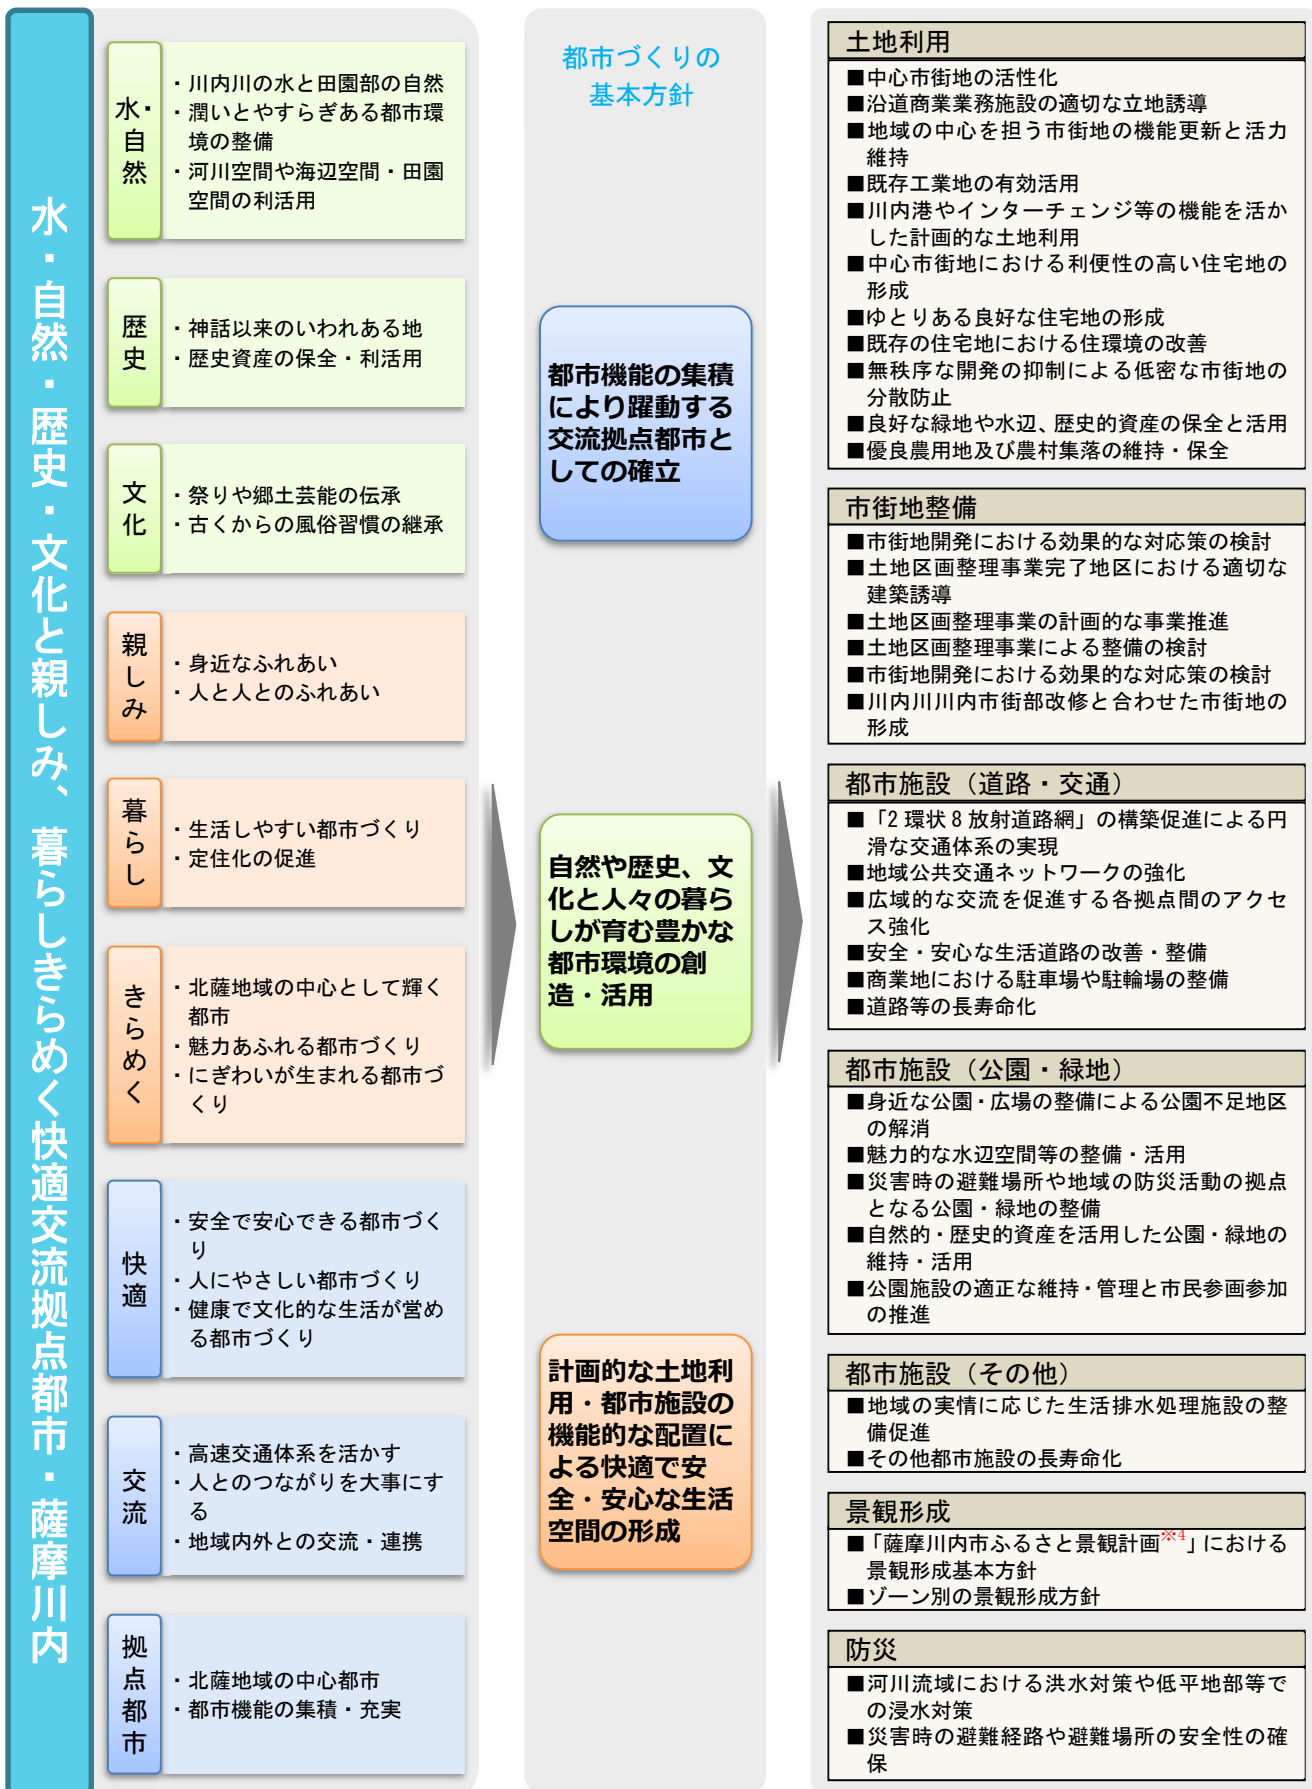 水・自然・歴史・文化と親しみ、暮らしきらめく快適交流拠点都市・薩摩川内
水・自然
・川内川の水と田園部の自然
・潤いとやすらぎある都市環
境の整備
・河川空間や海辺空間・田園
空間の利活用
歴史
・神話以来のいわれある地
・歴史資産の保全・利活用
文化
・祭りや郷土芸能の伝承
・古くからの風俗習慣の継承
親しみ
・身近なふれあい
・人と人とのふれあい
暮らし
・生活しやすい都市づくり
・定住化の促進
きらめく
・北薩地域の中心として輝く
都市
・魅力あふれる都市づくり
・にぎわいが生まれる都市づ
くり
快適
・安全で安心できる都市づく
り
・人にやさしい都市づくり
・健康で文化的な生活が営め
る都市づくり
交流
・高速交通体系を活かす
・人とのつながりを大事にす
る
・地域内外との交流・連携
拠点都市
・北薩地域の中心都市
・都市機能の集積・充実
都市づくりの
基本方針
都市機能の集積
により躍動する
交流拠点都市と
しての確立
自然や歴史、文
化と人々の暮ら
しが育む豊かな
都市環境の創
造・活用
計画的な土地利
用・都市施設の
機能的な配置に
よる快適で安
全・安心な生活
空間の形成
土地利用
■中心市街地の活性化
■沿道商業業務施設の適切な立地誘導
■地域の中心を担う市街地の機能更新と活力
維持
■既存工業地の有効活用
■川内港やインターチェンジ等の機能を活か
した計画的な土地利用
■中心市街地における利便性の高い住宅地の
形成
■ゆとりある良好な住宅地の形成
■既存の住宅地における住環境の改善
■無秩序な開発の抑制による低密な市街地の
分散防止
■良好な緑地や水辺、歴史的資産の保全と活用
■優良農用地及び農村集落の維持・保全
市街地整備
■市街地開発における効果的な対応策の検討
■土地区画整理事業完了地区における適切な
建築誘導
■土地区画整理事業の計画的な事業推進
■土地区画整理事業による整備の検討
■市街地開発における効果的な対応策の検討
■川内川川内市街部改修と合わせた市街地の
形成
都市施設（道路・交通）
■「2 環状 8 放射道路網」の構築促進による円
滑な交通体系の実現
■地域公共交通ネットワークの強化
■広域的な交流を促進する各拠点間のアクセ
ス強化
■安全・安心な生活道路の改善・整備
■商業地における駐車場や駐輪場の整備
■道路等の長寿命化
都市施設（公園・緑地）
■身近な公園・広場の整備による公園不足地区
の解消
■魅力的な水辺空間等の整備・活用
■災害時の避難場所や地域の防災活動の拠点
となる公園・緑地の整備
■自然的・歴史的資産を活用した公園・緑地の
維持・活用
■公園施設の適正な維持・管理と市民参画参加
の推進
都市施設（その他）
■地域の実情に応じた生活排水処理施設の整
備促進
■その他都市施設の長寿命化
景観形成
■「薩摩川内市ふるさと景観計画※4」における
景観形成基本方針
■ゾーン別の景観形成方針
防災
■河川流域における洪水対策や低平地部等で
の浸水対策
■災害時の避難経路や避難場所の安全性の確
保